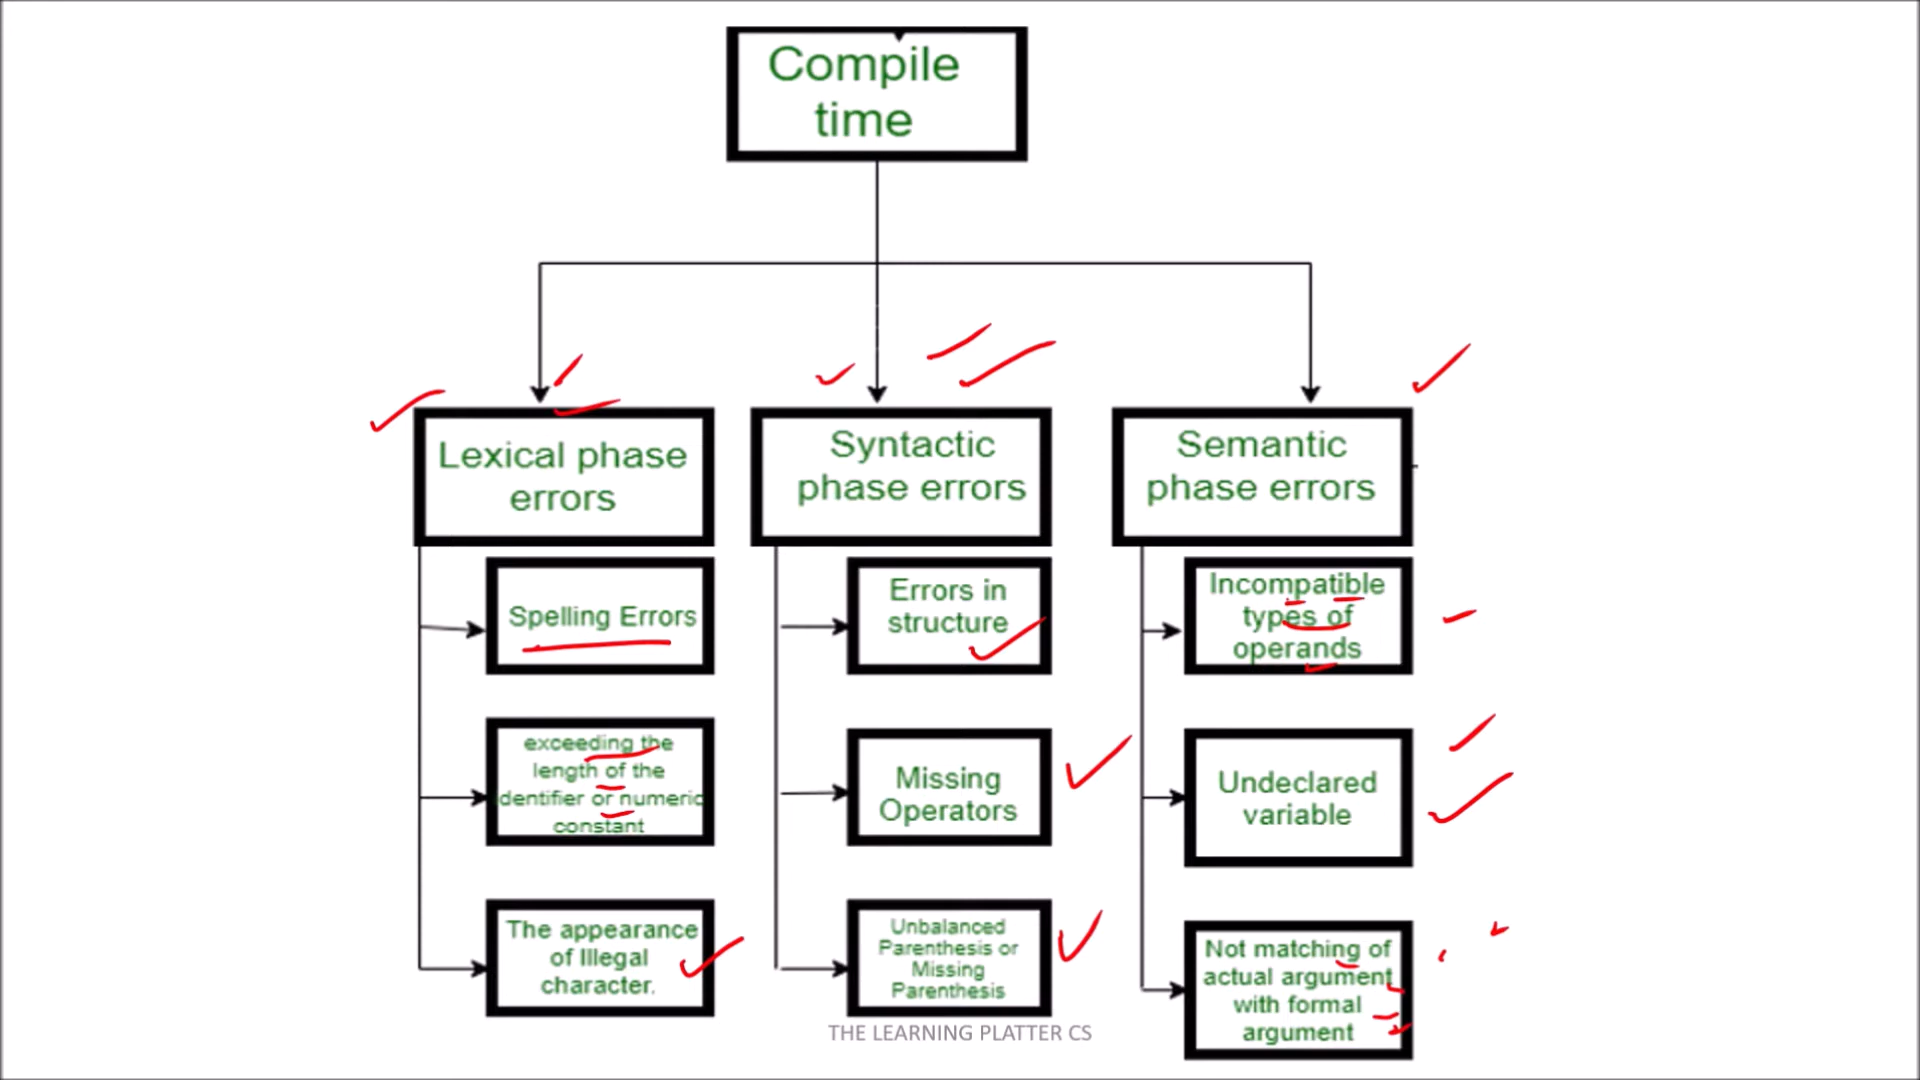 Compile
time
Lexical phase
errors
Syntactic
phase errors
Semantic
phase errors
Spelling Errors
Errors in
structure
Incompatible
types of
operands
exceeding the
length of the
dentifier or numeric
constant
Missing
Operators
Undeclared
variable
The appearance
of Illegal
character.
Unbalanced
Parenthesis or
Missing
Parenthesis
Not matching of
actual argument
with formal
argument
THE LEARNING PLATTER CS